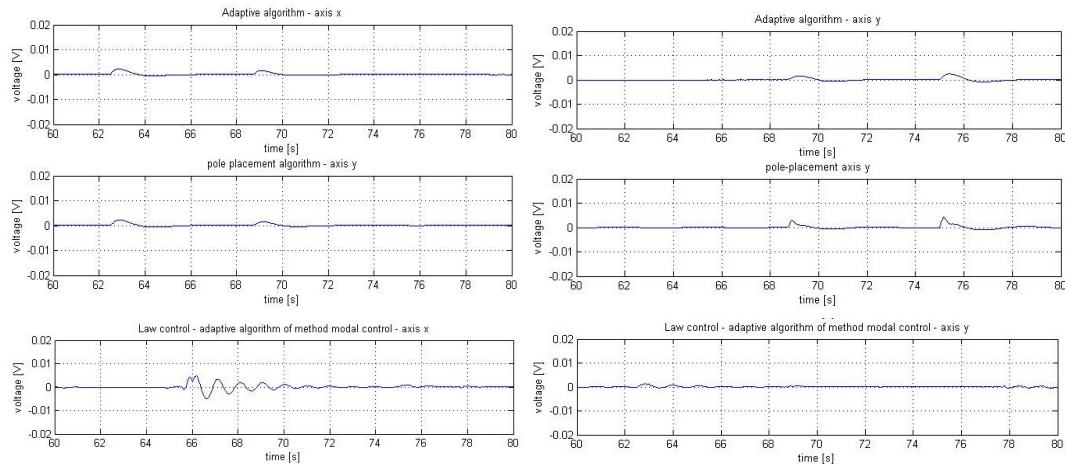 Adaptive algorithm - axis x
voltage [V]
0.02
0.01
0
-0.01
-0.02
60 62 64 66 68 70 72 74 76 78 80
time [s]
pole placement algorithm - axis y
voltage [V]
0.02
0.01
0
-0.01
-0.02
60 62 64 66 68 70 72 74 76 78 80
time [s]
Law control - adaptive algorithm of method modal control - axis x
voltage [V]
0.02
0.01
0
-0.01
-0.02
60 62 64 66 68 70 72 74 76 78 80
time [s]
Adaptive algorithm - axis y
voltage [V]
0.02
0.01
0
-0.01
-0.02
60 62 64 66 68 70 72 74 76 78 80
time [s]
pole-placement axis y
voltage [V]
0.02
0.01
0
-0.01
-0.02
60 62 64 66 68 70 72 74 76 78 80
time [s]
Law control - adaptive algorithm of method modal control - axis y
voltage [V]
0.02
0.01
0
-0.01
-0.02
60 62 64 66 68 70 72 74 76 78 80
time [s]